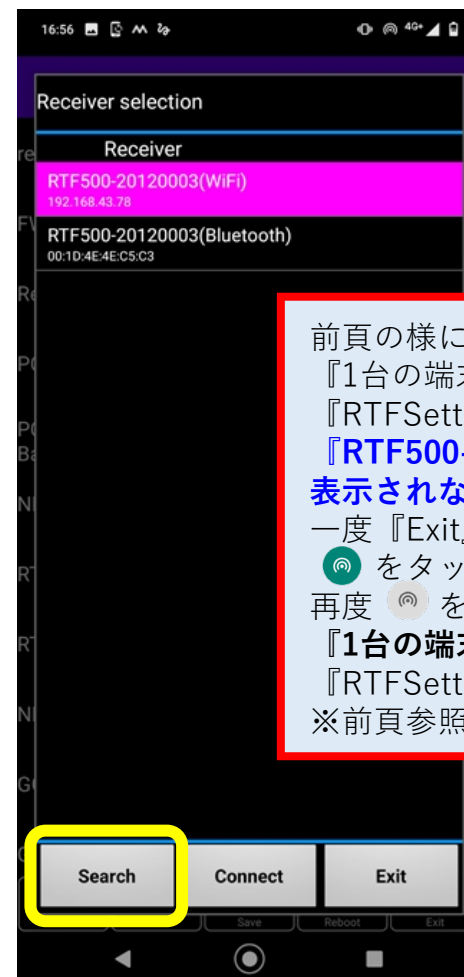 16:56
4G+
Receiver selection
Receiver
RTF500-20120003(WiFi)
192.168.43.78
RTF500-20120003(Bluetooth)
00:1D:4E:4E:C5:C3
前頁の様に
『1台の端
『RTFSett
『RTF500-
表示されな
一度『Exit』
をタッ
再度 を
『1台の端
『RTFSett
※前頁参照
Search Connect Exit
Save Reboot Exit